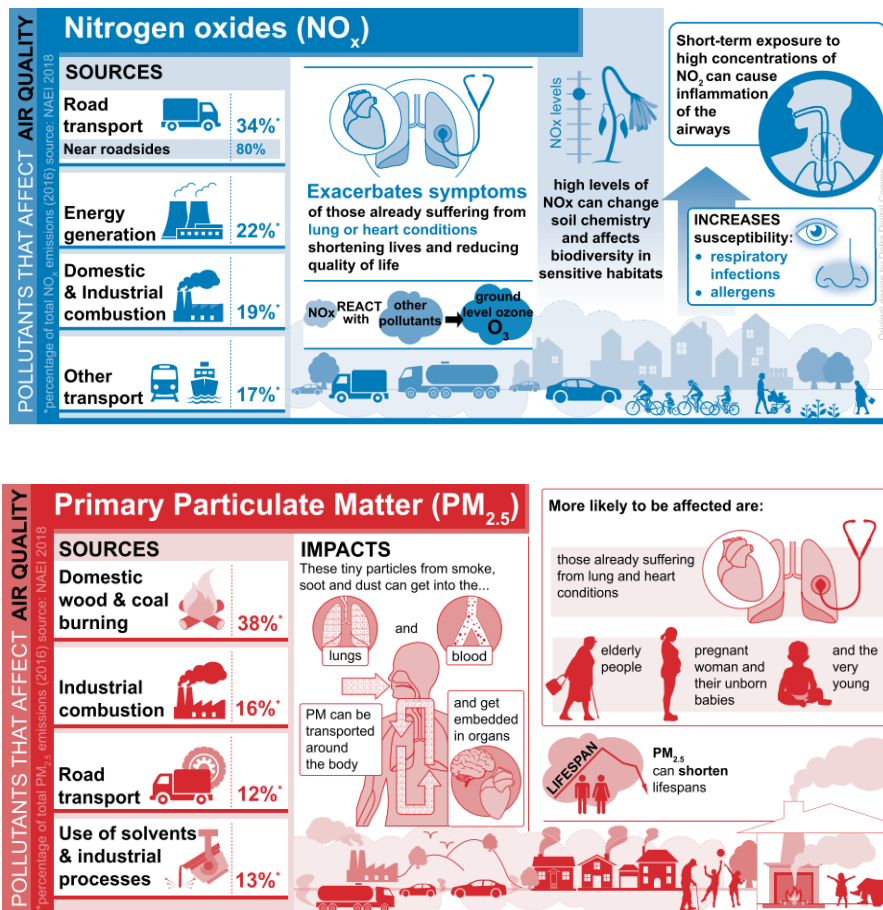 POLLUTANTS THAT AFFECT AIR QUALITY
*percentage of total NOx emissions (2016) source: NAEI 2018
Nitrogen oxides (NOx)
SOURCES
Road
transport
34%*
Near roadsides 80%
Energy
generation
22%*
Domestic
& Industrial
combustion
19%*
Other
transport
17%*
Exacerbates symptoms
of those already suffering from
lung or heart conditions
shortening lives and reducing
quality of life
NOx
REACT
with
other
pollutants
ground
level ozone
O3
NOx levels
high levels of
NOx can change
soil chemistry
and affects
biodiversity in
sensitive habitats
Short-term exposure to
high concentrations of
NO2 can cause
inflammation
of the
airways
INCREASES
susceptibility:
• respiratory
infections
• allergens
POLLUTANTS THAT AFFECT AIR QUALITY
*percentage of total PM2.5 emissions (2016) source: NAEI 2018
Primary Particulate Matter (PM2.5)
SOURCES
Domestic
wood & coal
burning
38%*
Industrial
combustion
16%*
Road
transport
12%*
Use of solvents
& industrial
processes
13%*
IMPACTS
These tiny particles from smoke,
soot and dust can get into the...
lungs
and
blood
PM can be
transported
around
the body
and get
embedded
in organs
More likely to be affected are:
those already suffering
from lung and heart
conditions
elderly
people
pregnant
woman and
their unborn
babies
and the
very
young
LIFESPAN
PM2.5
can shorten
lifespans